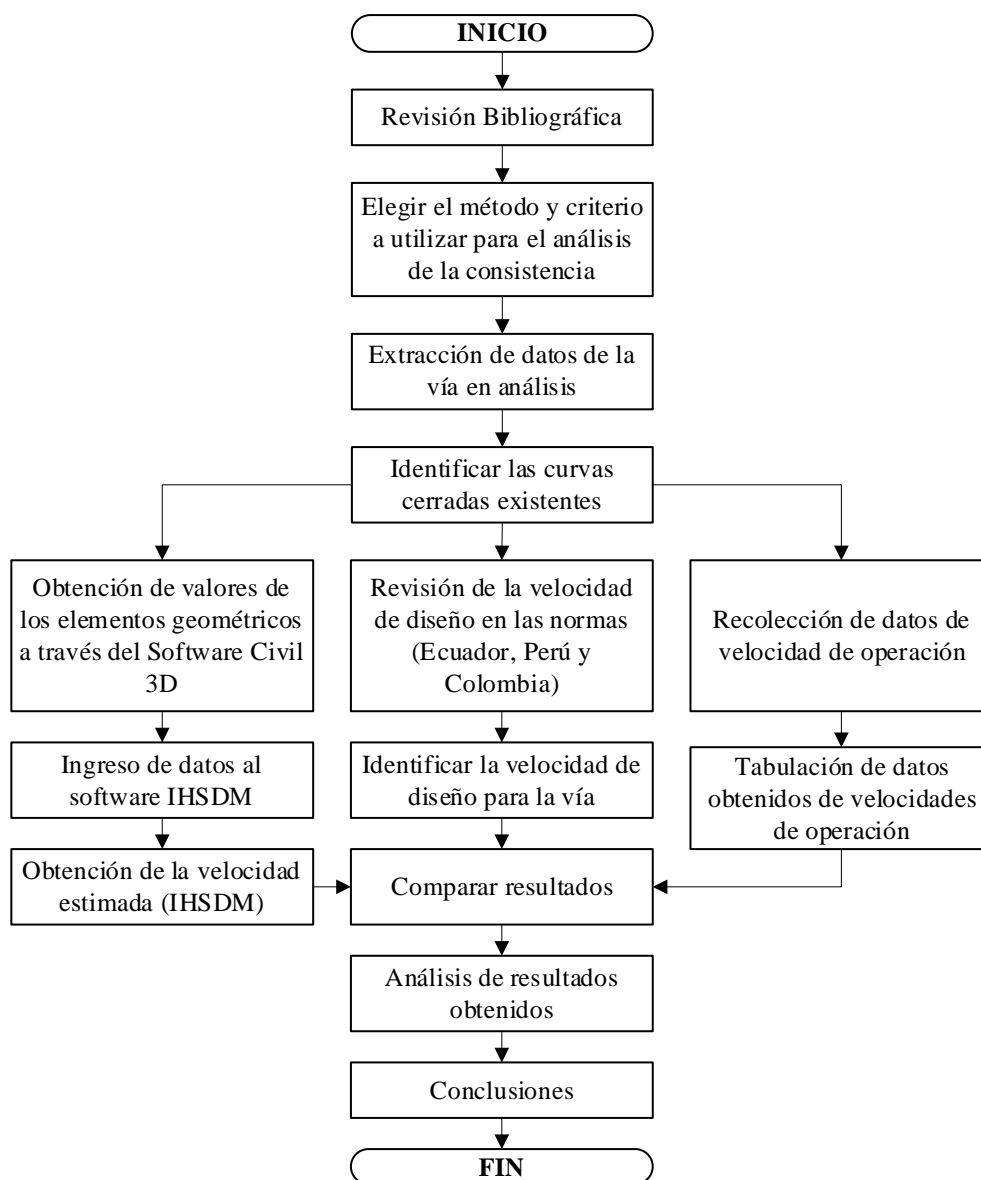 INICIO
Revisión Bibliográfica
Elegir el método y criterio
a utilizar para el análisis
de la consistencia
Extracción de datos de la
vía en análisis
Identificar las curvas
cerradas existentes
Obtención de valores de
los elementos geométricos
a través del Software Civil
3D
Revisión de la velocidad
de diseño en las normas
(Ecuador, Perú y
Colombia)
Recolección de datos de
velocidad de operación
Ingreso de datos al
software IHSDM
Identificar la velocidad de
diseño para la vía
Tabulación de datos
obtenidos de velocidades
de operación
Obtención de la velocidad
estimada (IHSDM)
Comparar resultados
Análisis de resultados
obtenidos
Conclusiones
FIN